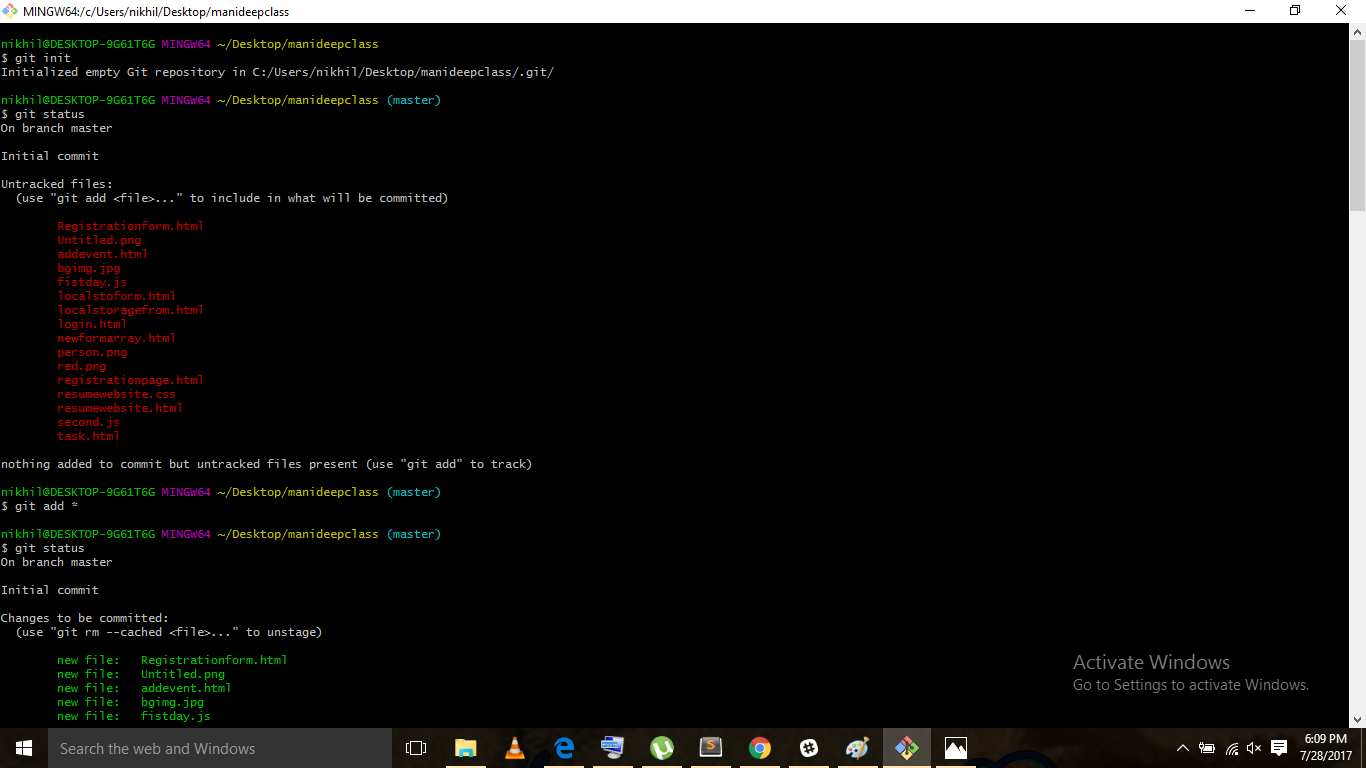 MINGW64:/c/Users/nikhil/Desktop/manideepclass
nikhil@DESKTOP-9G61T6G MINGW64 ~/Desktop/manideepclass
$ git init
Initialized empty Git repository in C:/Users/nikhil/Desktop/manideepclass/.git/
nikhil@DESKTOP-9G61T6G MINGW64 ~/Desktop/manideepclass (master)
$ git status
On branch master
Initial commit
Untracked files:
(use "git add <file>..." to include in what will be committed)
Registrationform.html
Untitled.png
addevent.html
bgimg.jpg
fistday.js
localstoform.html
localstoragefrom.html
login.html
newformarray.html
person.png
red.png
registrationpage.html
resumewebsite.css
resumewebsite.html
second.js
task.html
nothing added to commit but untracked files present (use "git add" to track)
nikhil@DESKTOP-9G61T6G MINGW64 ~/Desktop/manideepclass (master)
$ git add *
nikhil@DESKTOP-9G61T6G MINGW64 ~/Desktop/manideepclass (master)
$ git status
On branch master
Initial commit
Changes to be committed:
(use "git rm --cached <file>..." to unstage)
new file:   Registrationform.html
new file:   Untitled.png
new file:   addevent.html
new file:   bgimg.jpg
new file:   fistday.js
Activate Windows
Go to Settings to activate Windows.
Search the web and Windows
S
6:09 PM
7/28/2017